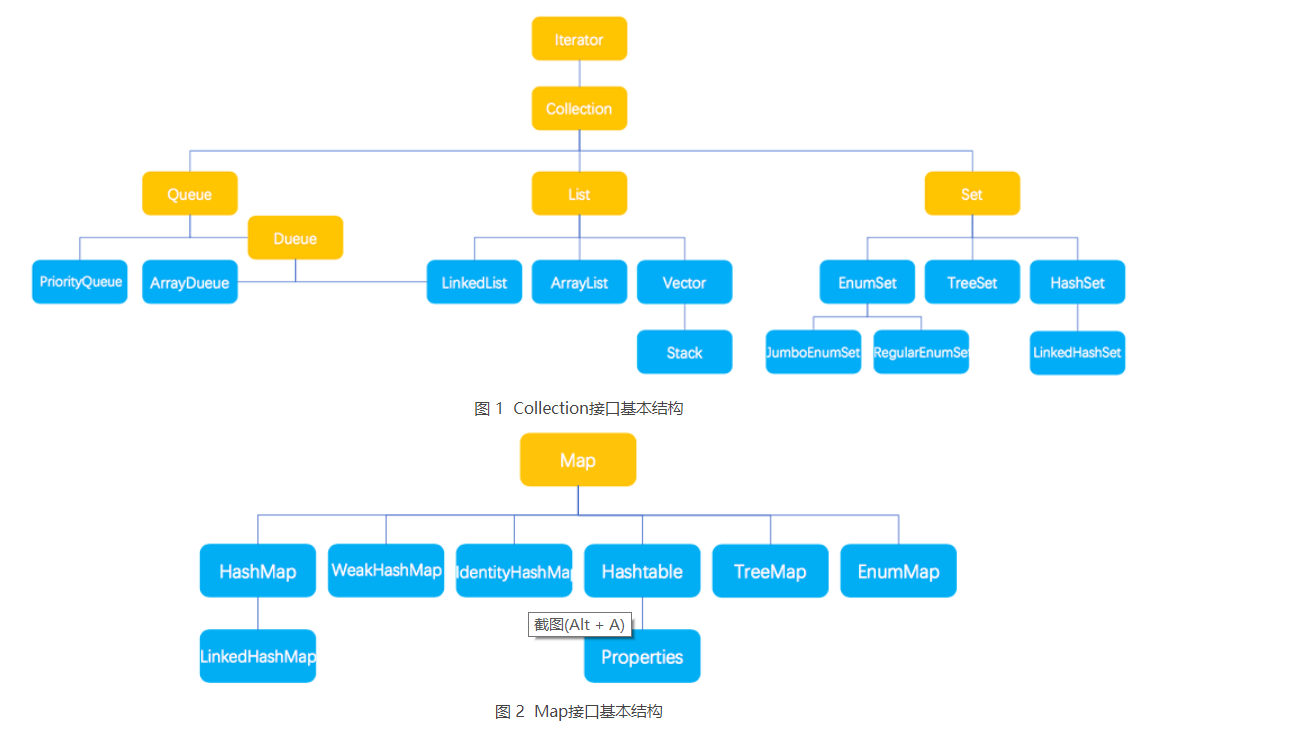 Iterator
Collection
Queue
List
Set
Dueue
PriorityQueue
ArrayDueue
LinkedList
ArrayList
Vector
EnumSet
TreeSet
HashSet
Stack
JumboEnumSet
RegularEnumSet
LinkedHashSet
图 1 Collection接口基本结构
Map
HashMap
WeakHashMap
IdentityHashMap
Hashtable
TreeMap
EnumMap
截图(Alt + A)
LinkedHashMap
Properties
图 2 Map接口基本结构